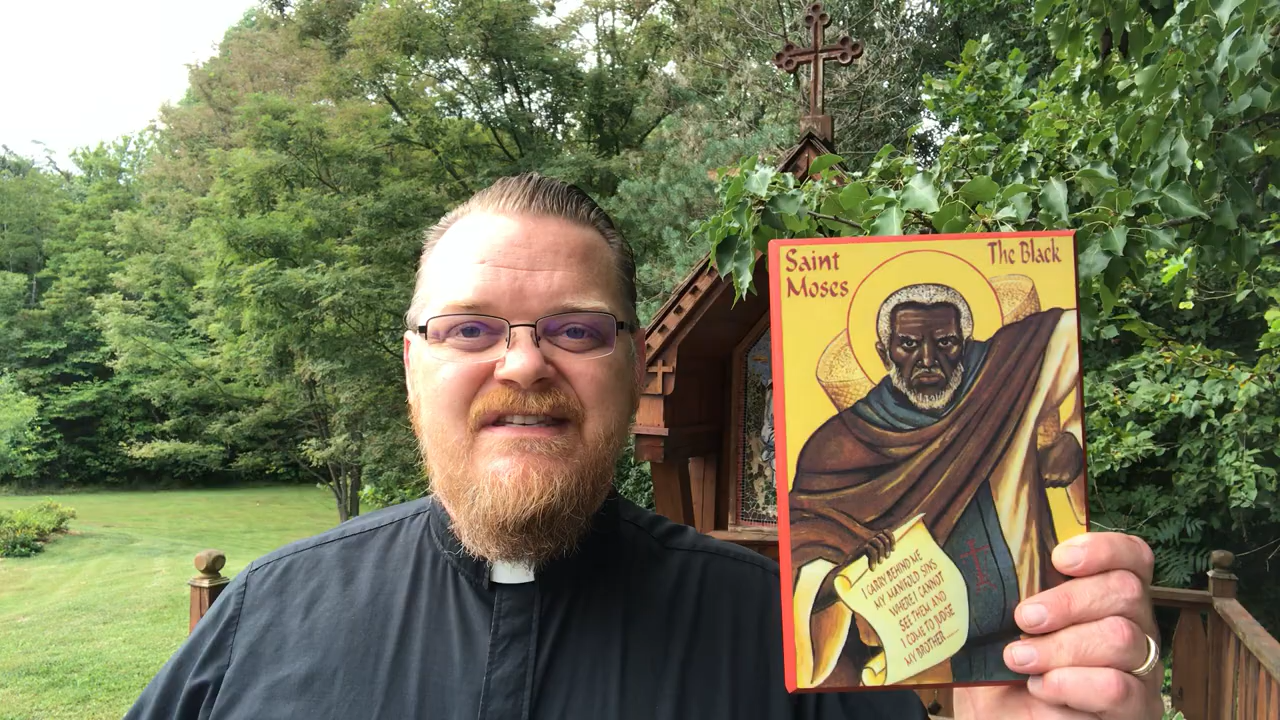 Saint
Moses
The Black
I CARRY BEHIND ME
MY MANIFOLD SINS
WHERE I CANNOT
SEE THEM AND
I COME TO JUDGE
MY BROTHER....